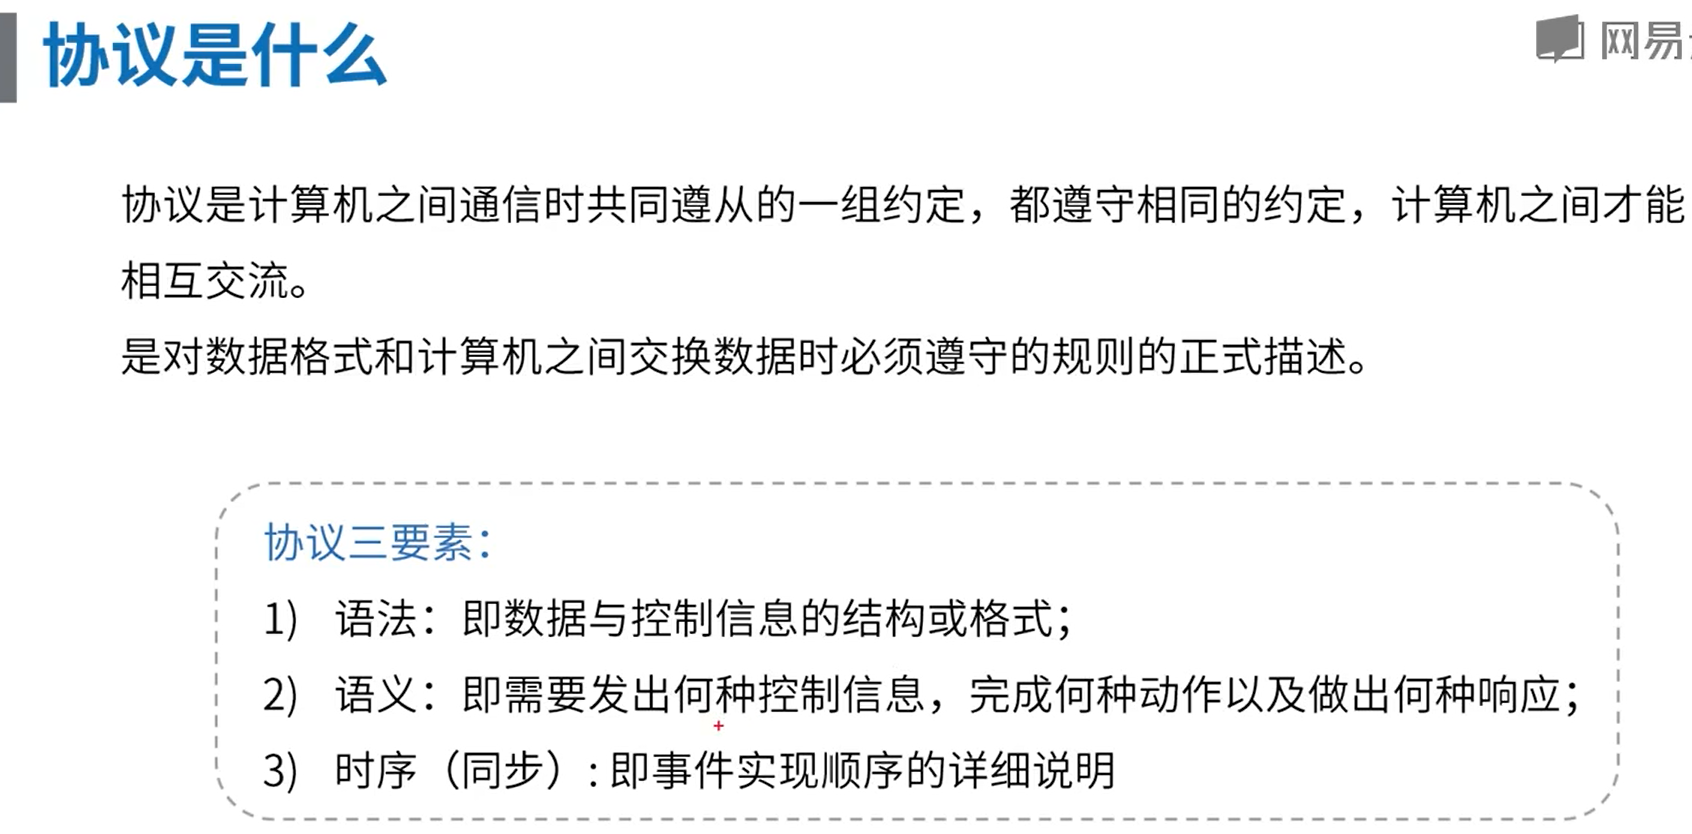 协议是什么
网易
协议是计算机之间通信时共同遵从的一组约定，都遵守相同的约定，计算机之间才能
相互交流。
是对数据格式和计算机之间交换数据时必须遵守的规则的正式描述。
协议三要素：
1) 语法：即数据与控制信息的结构或格式；
2) 语义：即需要发出何种控制信息，完成何种动作以及做出何种响应；
3) 时序（同步）: 即事件实现顺序的详细说明